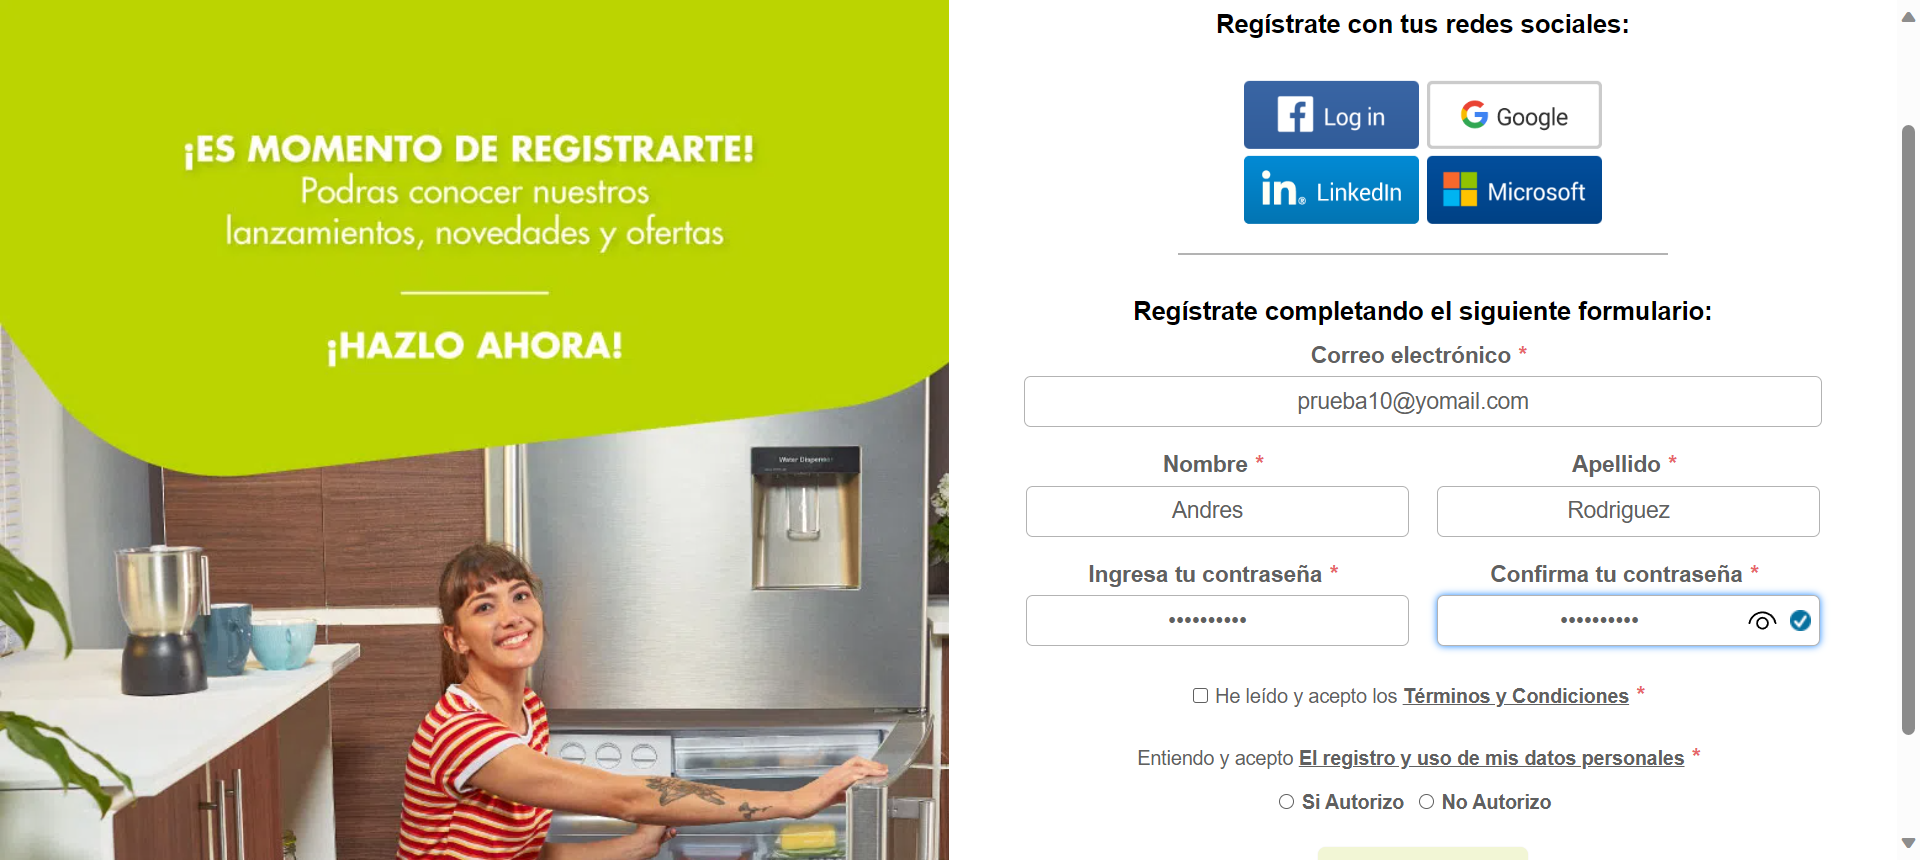 ¡ES MOMENTO DE REGISTRARTE!
Podras conocer nuestros
lanzamientos, novedades y ofertas
¡HAZLO AHORA!
Water Dispenser
Regístrate con tus redes sociales:
Log in
Google
in. LinkedIn
Microsoft
Regístrate completando el siguiente formulario:
Correo electrónico *
prueba10@yomail.com
Nombre *
Apellido *
Andres
Rodriguez
Ingresa tu contraseña *
Confirma tu contraseña *
••••••••••
••••••••••
He leído y acepto los Términos y Condiciones *
Entiendo y acepto El registro y uso de mis datos personales *
Si Autorizo
No Autorizo